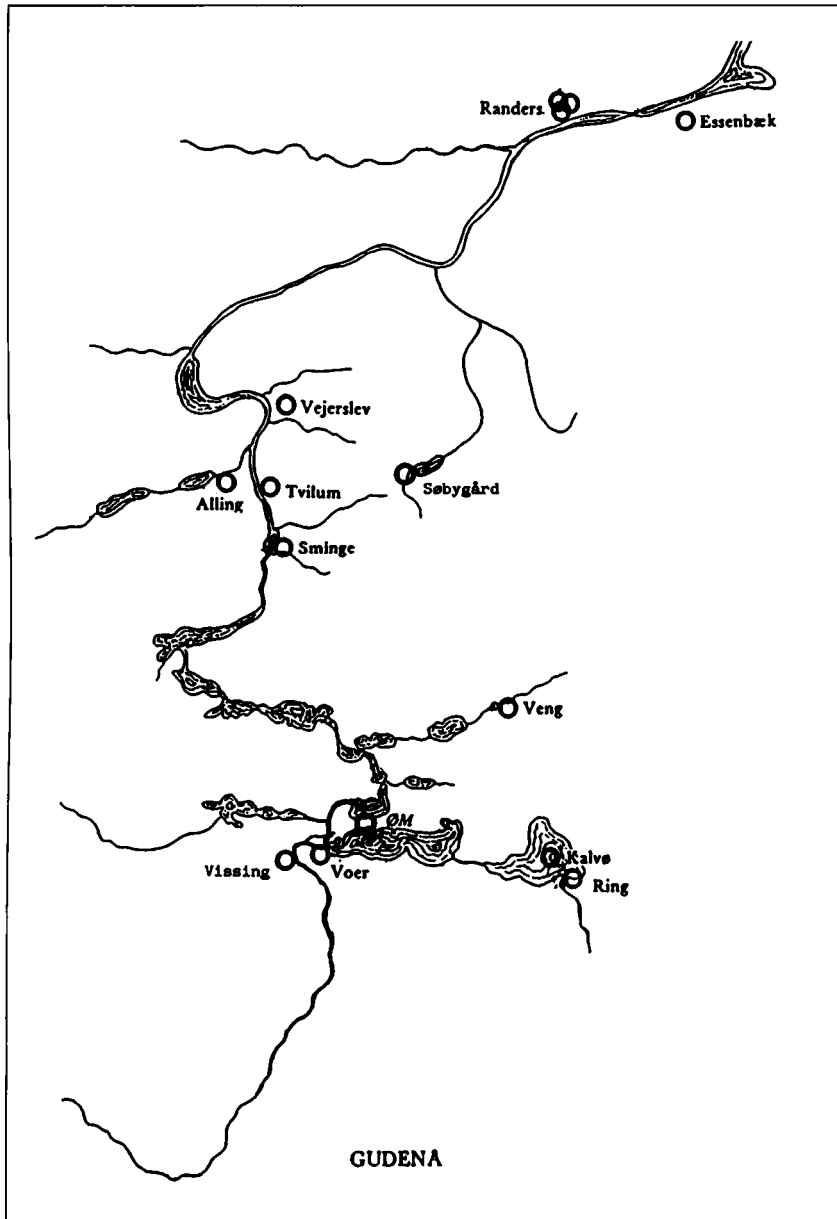 Randers
Essenbæk
Vejerslev
Alling
Tvilum
Søbygård
Sminge
Veng
ØM
Vissing
Voer
Kalvø
Ring
GUDENA